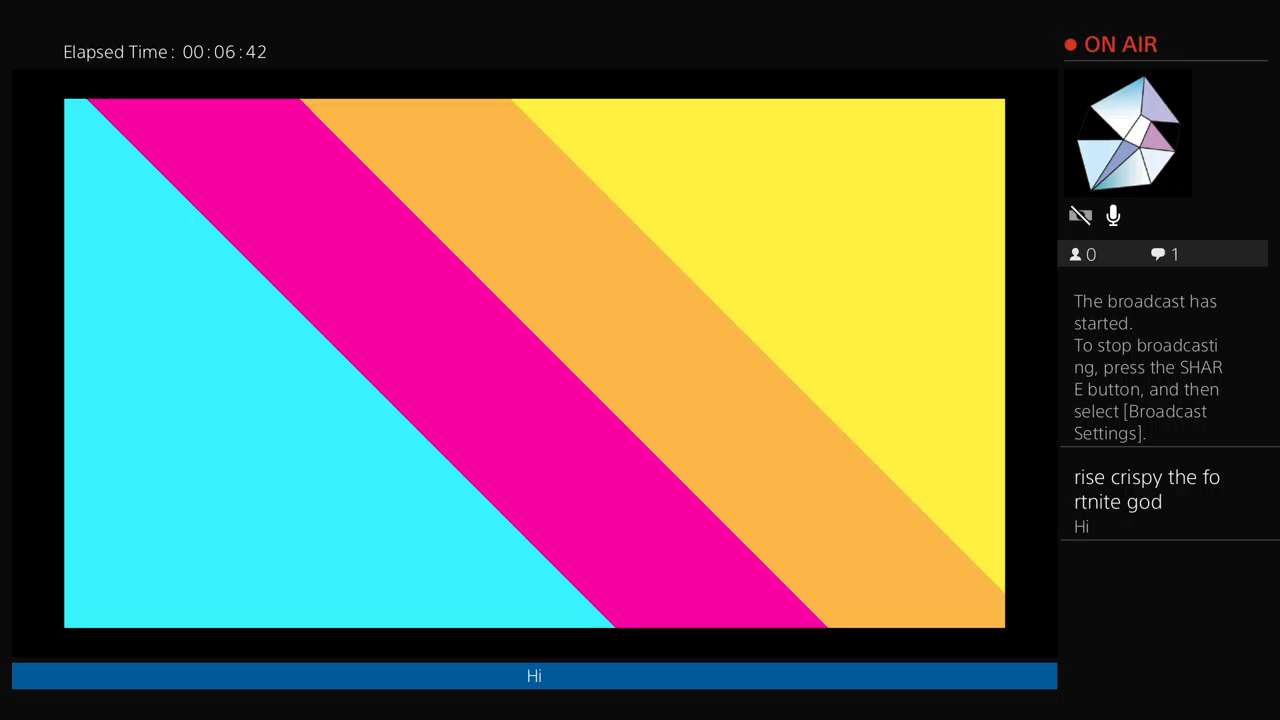 Elapsed Time: 00:06:42
ON AIR
0 1
The broadcast has
started.
To stop broadcasti
ng, press the SHAR
E button, and then
select [Broadcast
Settings].
rise crispy the fo
rtnite god
Hi
Hi